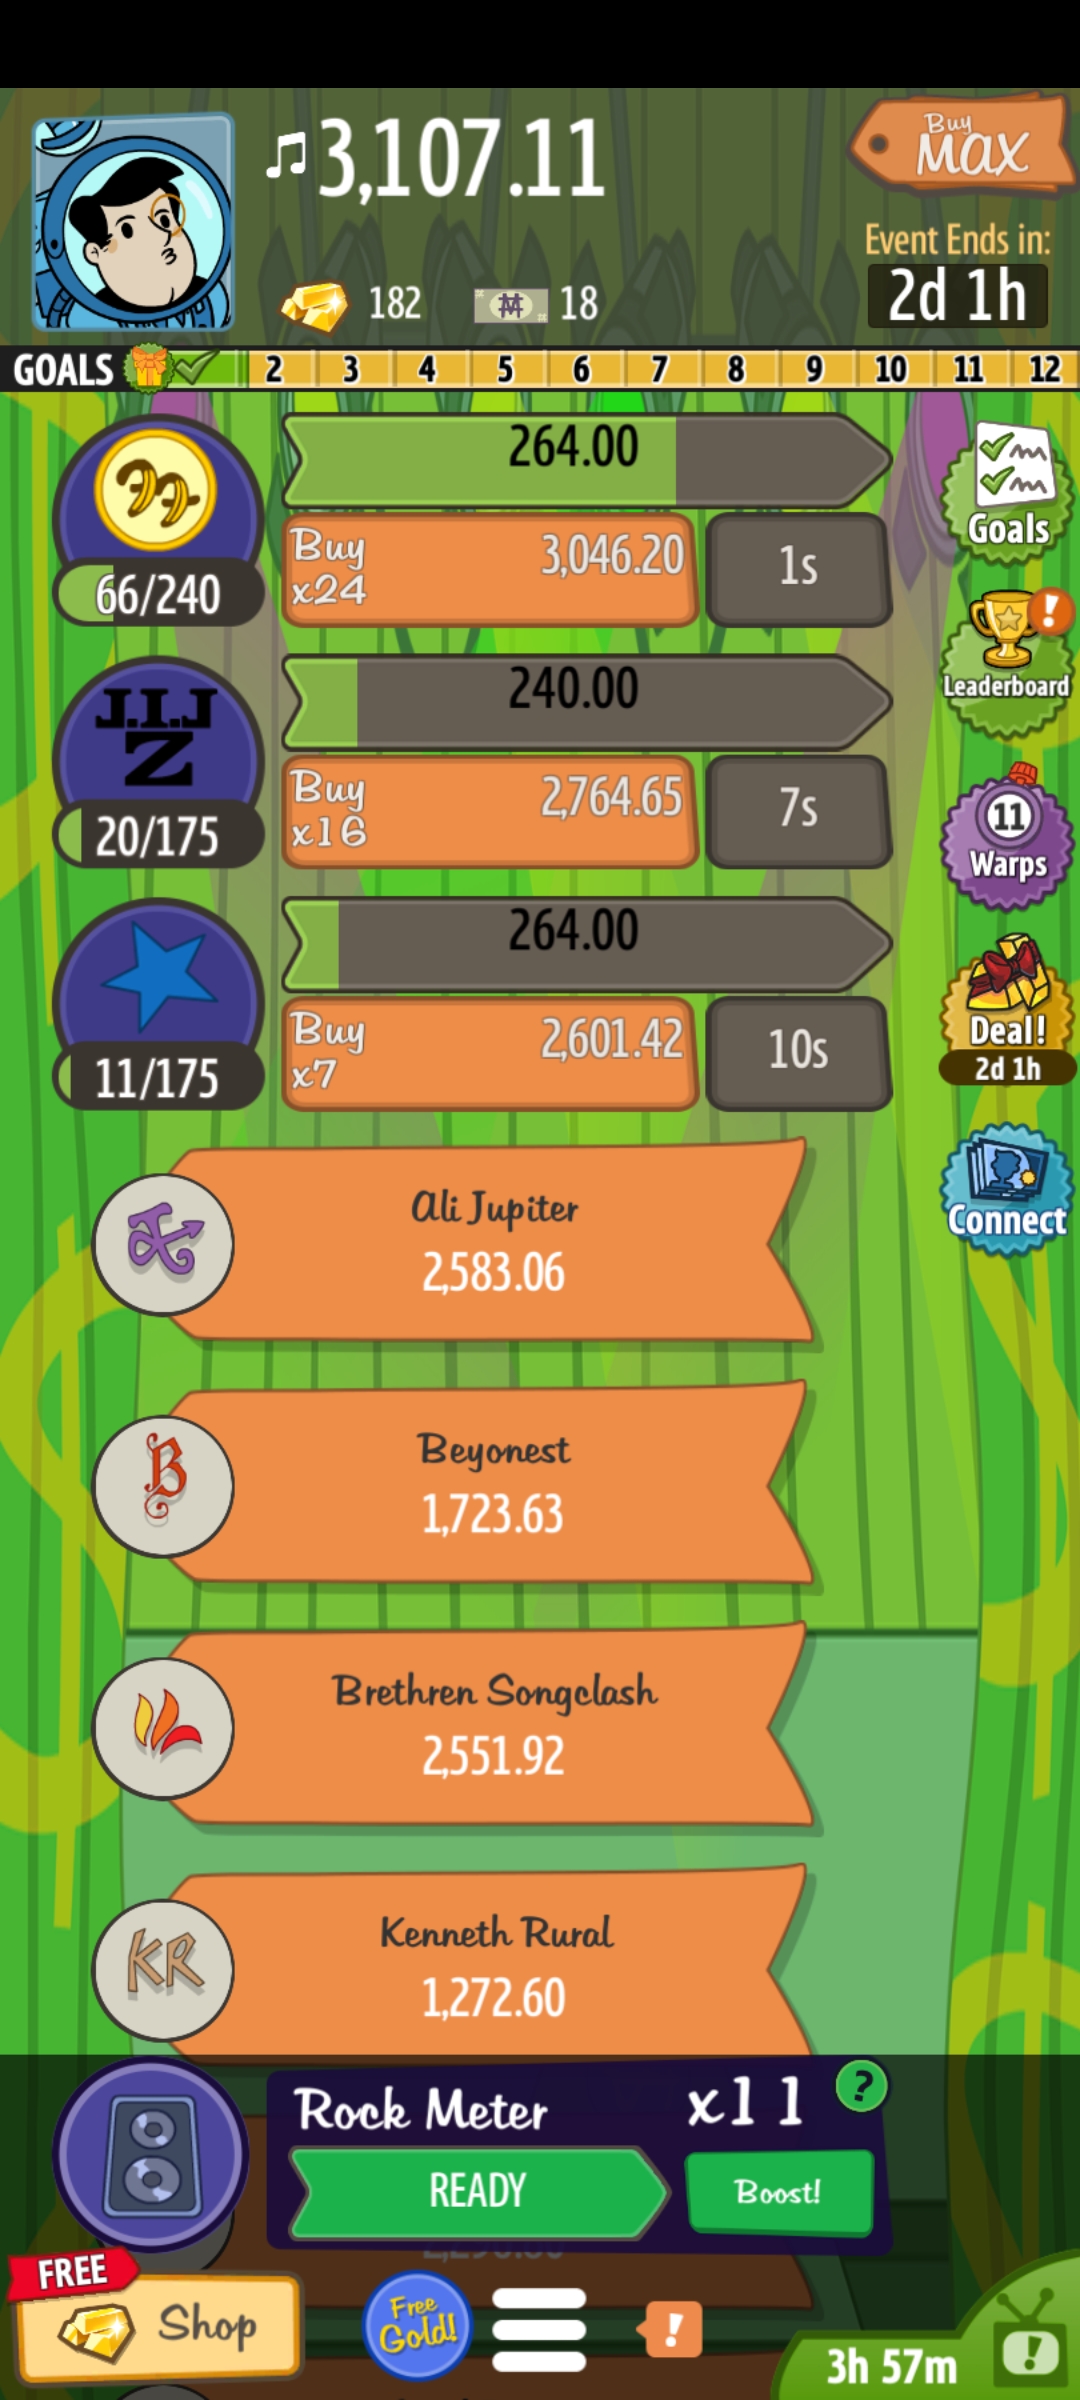 3,107.11
Buy
MAX
Event Ends in:
2d 1h
182
18
GOALS
2 3 4 5 6 7 8 9 10 11 12
264.00
Buy
x24
3,046.20
1s
66/240
Goals
Leaderboard
J.I.J
Z
240.00
Buy
x16
2,764.65
7s
20/175
11
Warps
264.00
Buy
x7
2,601.42
10s
11/175
Deal!
2d 1h
Connect
Ali Jupiter
2,583.06
B
Beyonest
1,723.63
Brethren Songclash
2,551.92
KR
Kenneth Rural
1,272.60
Rock Meter
x11
?
READY
Boost!
FREE
Shop
Free
Gold!
!
3h 57m
!